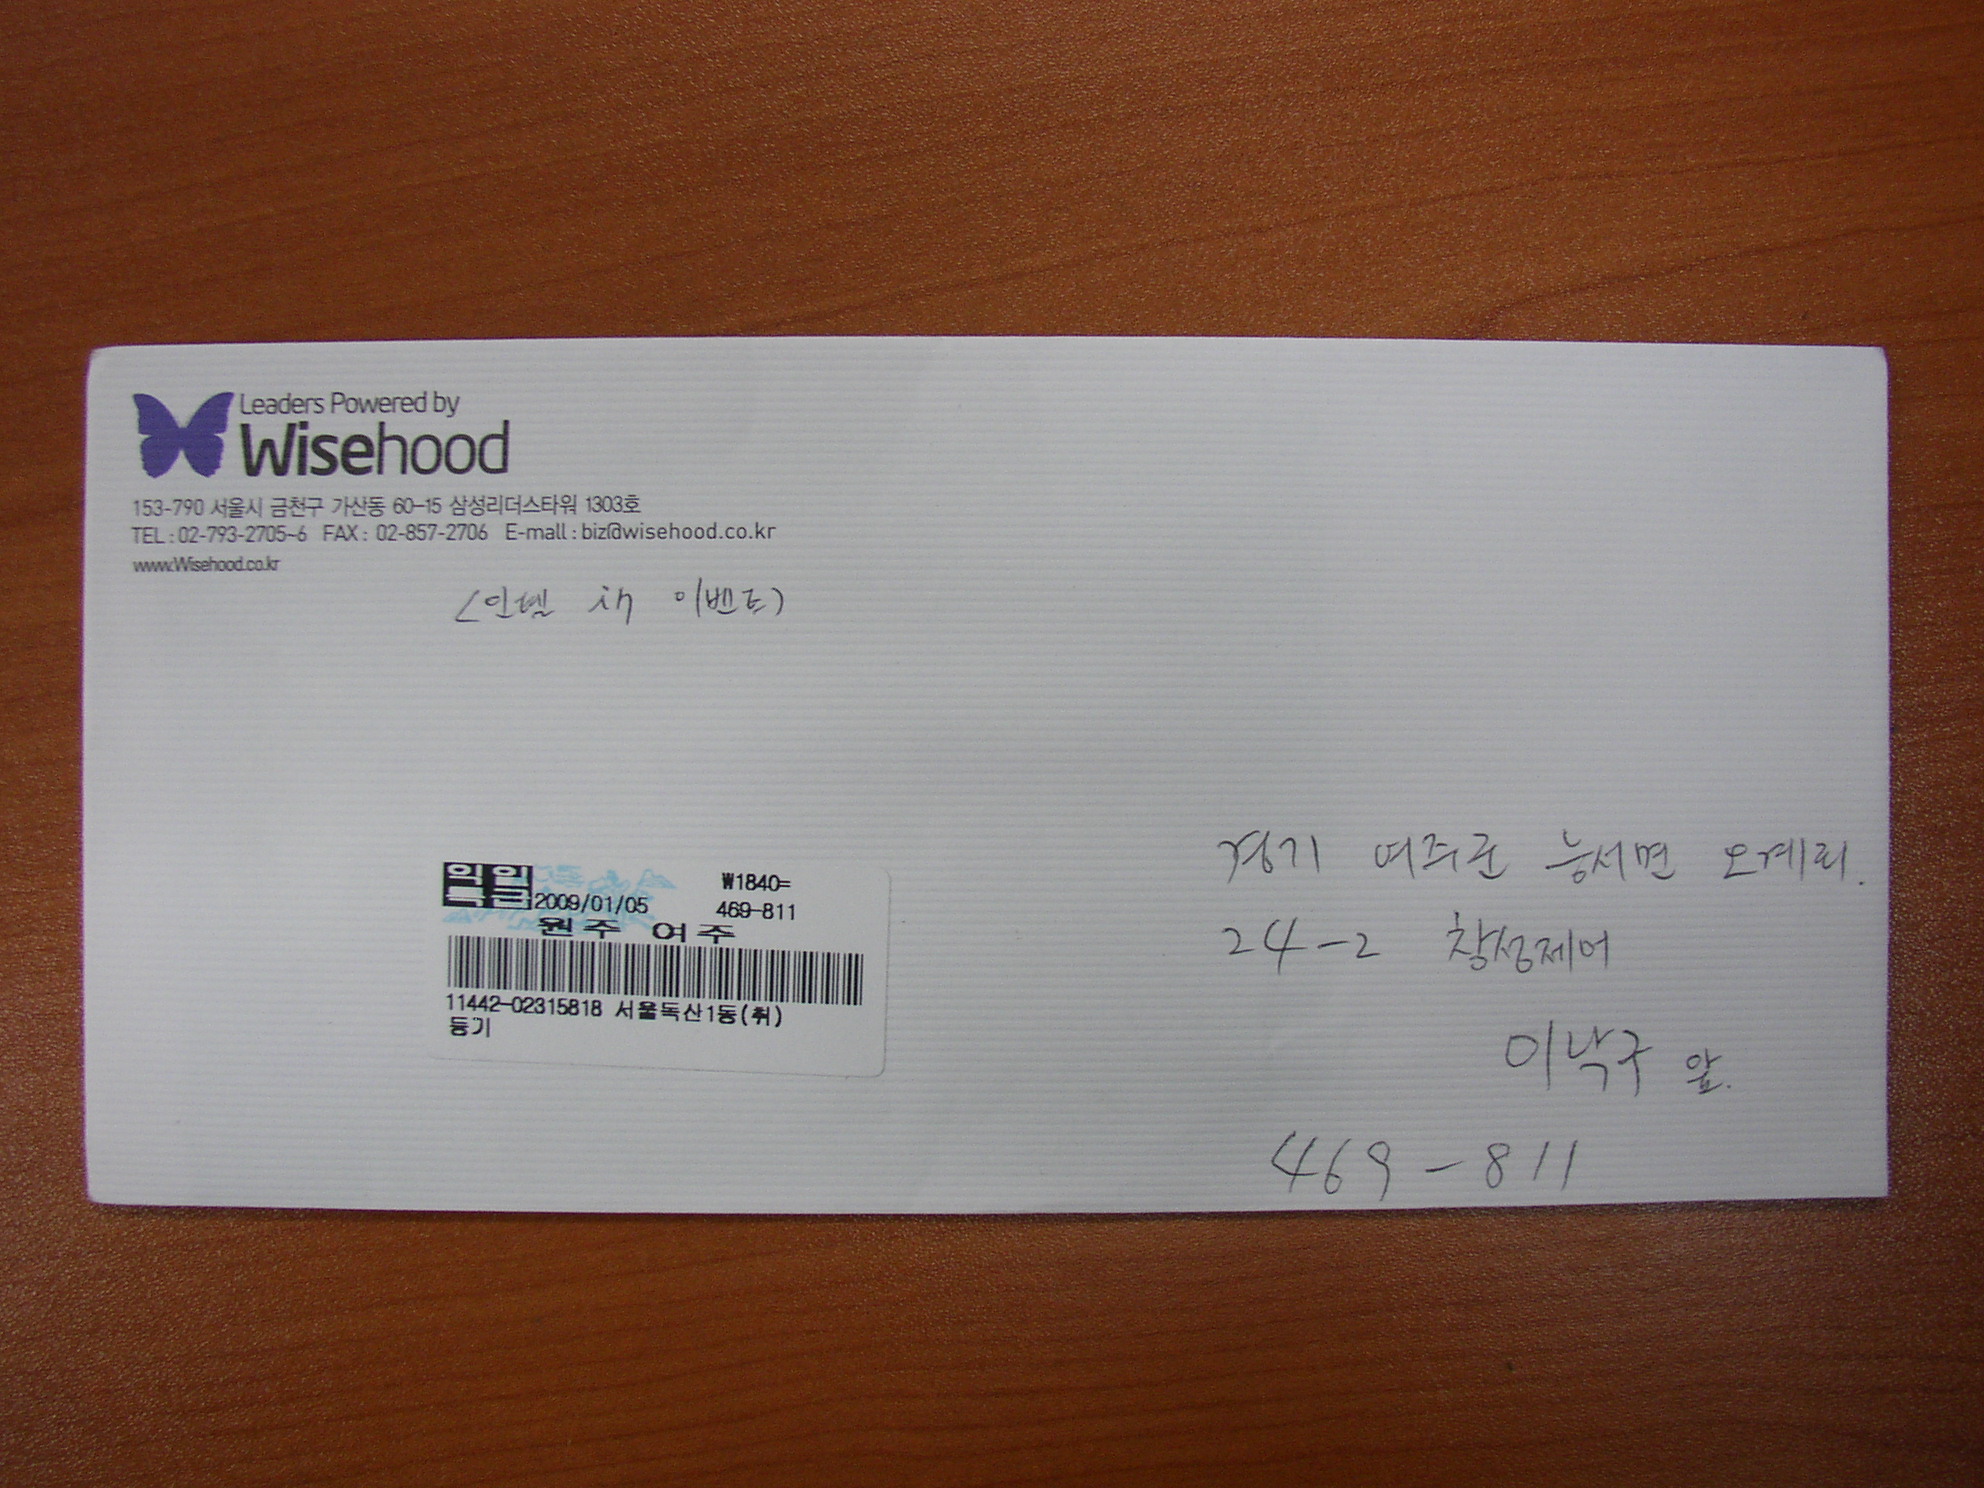 Leaders Powered by
Wisehood
153-790 서울시 금천구 가산동 60-15 삼성리더스타워 1303호
TEL : 02-793-2705~6 FAX : 02-857-2706 E-mall : biz@wisehood.co.kr
www.Wisehood.co.kr
<인텔 책 이벤트>
익일
특급 2009/01/05
₩1840=
469-811
원주 여주
11442-02315818 서울독산1동(취)
등기
경기 여주군 능서면 오계리.
24-2 창성제어
이낙구 앞.
469-811